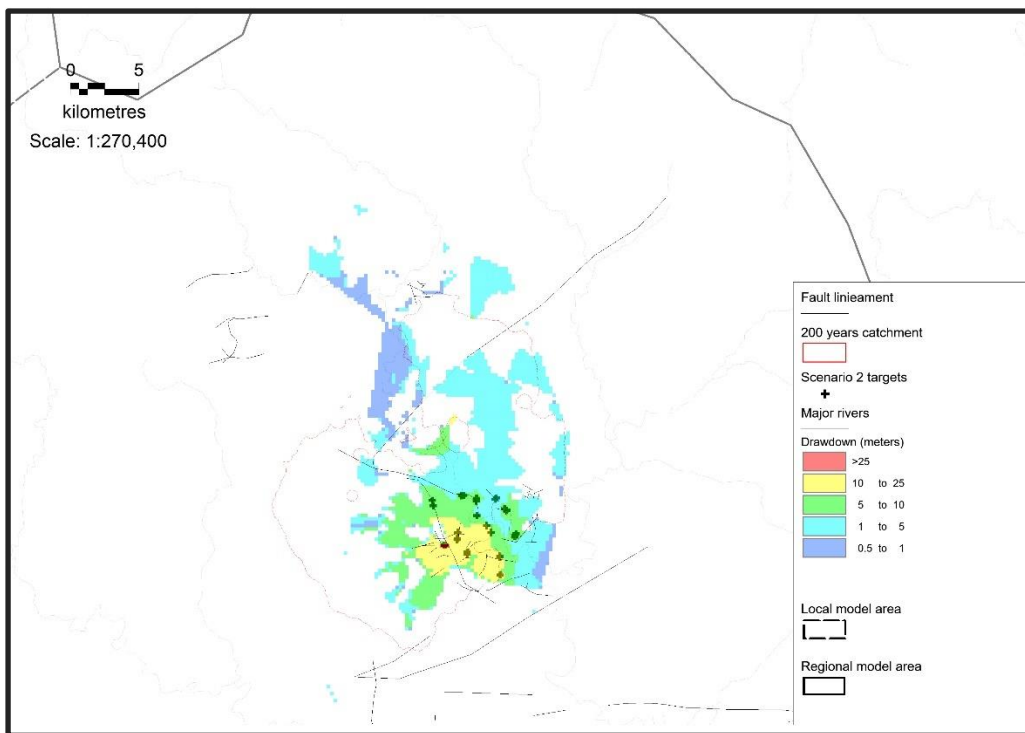 0 5
kilometres
Scale: 1:270,400
Fault linieament
200 years catchment
Scenario 2 targets
Major rivers
Drawdown (meters)
>25
10 to 25
5 to 10
1 to 5
0.5 to 1
Local model area
Regional model area